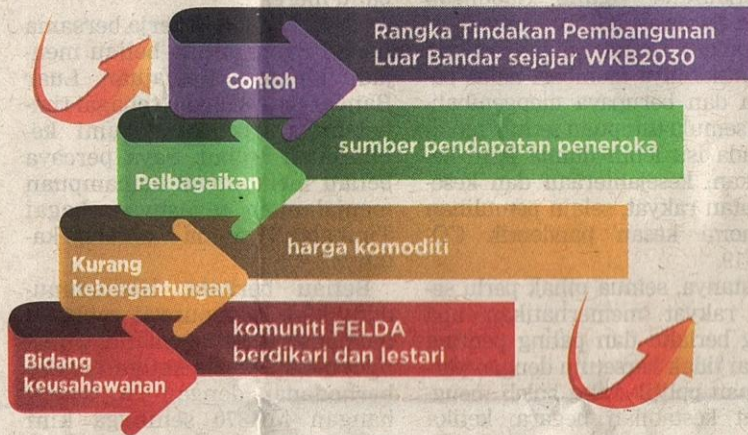 Contoh
Rangka Tindakan Pembangunan
Luar Bandar sejajar WKB2030
Pelbagaikan
sumber pendapatan peneroka
Kurang
kebergantungan
harga komoditi
Bidang
keusahawanan
komuniti FELDA
berdikari dan lestari